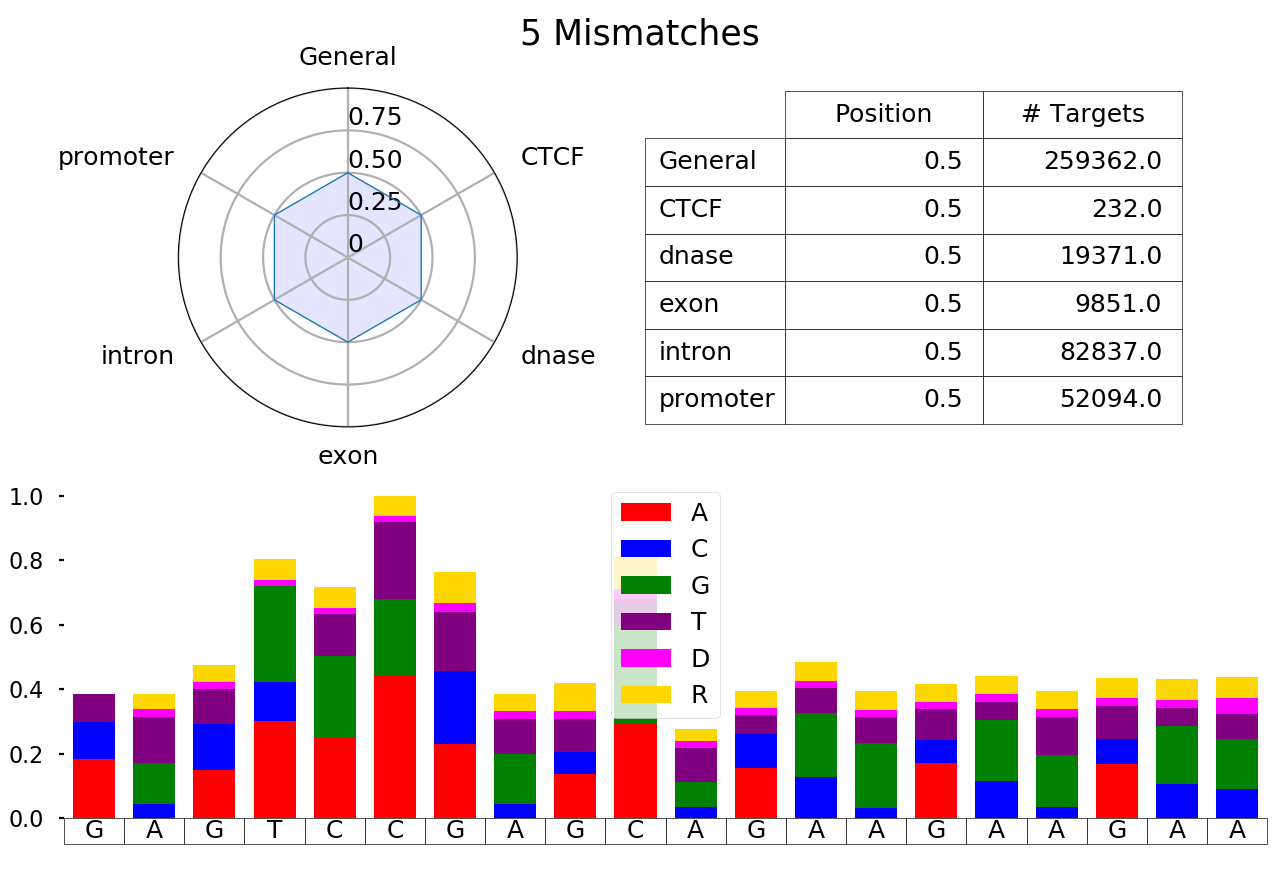 5 Mismatches
General
promoter
CTCF
0.75
0.50
0.25
0
intron
dnase
exon
Position # Targets
General 0.5 259362.0
CTCF 0.5 232.0
dnase 0.5 19371.0
exon 0.5 9851.0
intron 0.5 82837.0
promoter 0.5 52094.0
1.0
0.8
0.6
0.4
0.2
0.0
A
C
G
T
D
R
G A G T C C G A G C A G A A G A A G A A